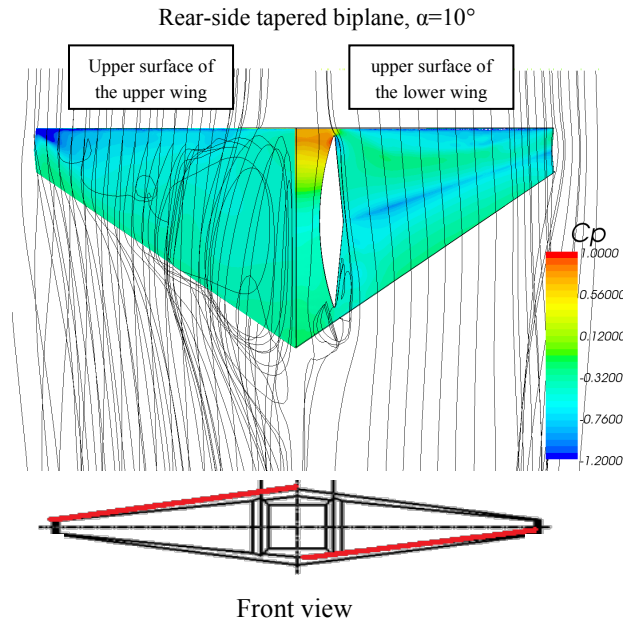 Rear-side tapered biplane, α=10°
Upper surface of
the upper wing
upper surface of
the lower wing
Cp
1.0000
0.56000
0.12000
-0.3200
-0.7600
-1.2000
Front view